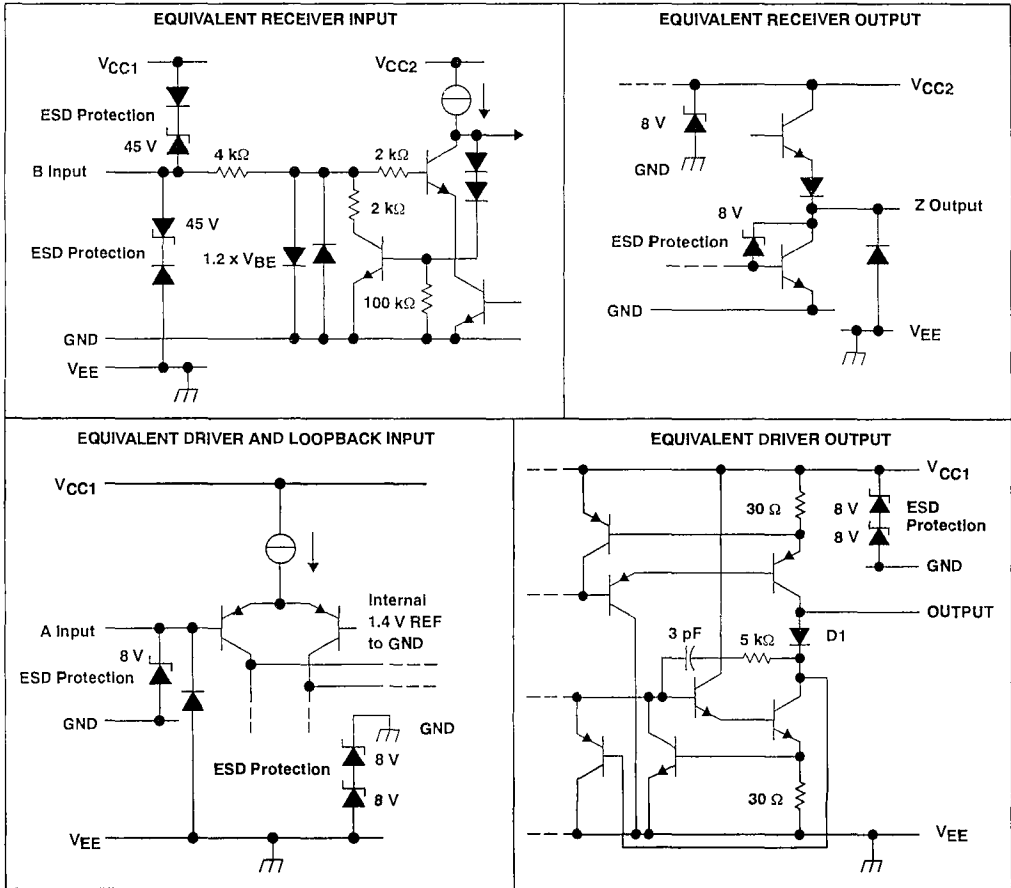 EQUIVALENT RECEIVER INPUT
VCC1
VCC2
ESD Protection
45 V
4 kΩ
2 kΩ
B Input
2 kΩ
45 V
ESD Protection
1.2 x VBE
100 kΩ
GND
VEE
EQUIVALENT RECEIVER OUTPUT
VCC2
8 V
GND
8 V
Z Output
ESD Protection
GND
VEE
EQUIVALENT DRIVER AND LOOPBACK INPUT
VCC1
Internal
1.4 V REF
to GND
A Input
8 V
ESD Protection
GND
GND
ESD Protection
8 V
8 V
VEE
EQUIVALENT DRIVER OUTPUT
VCC1
30 Ω
8 V
ESD
Protection
8 V
GND
OUTPUT
D1
3 pF
5 kΩ
30 Ω
VEE